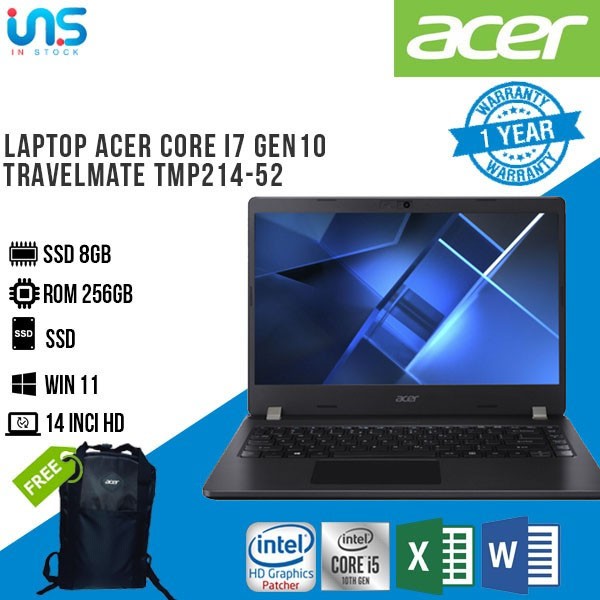 ins
IN STOCK
acer
WARRANTY
1 YEAR
WARRANTY
LAPTOP ACER CORE I7 GEN10
TRAVELMATE TMP214-52
SSD 8GB
ROM 256GB
SSD
SSD
WIN 11
14 INCI HD
acer
FREE
acer
intel
HD Graphics
Patcher
intel
CORE i5
10TH GEN
X
W